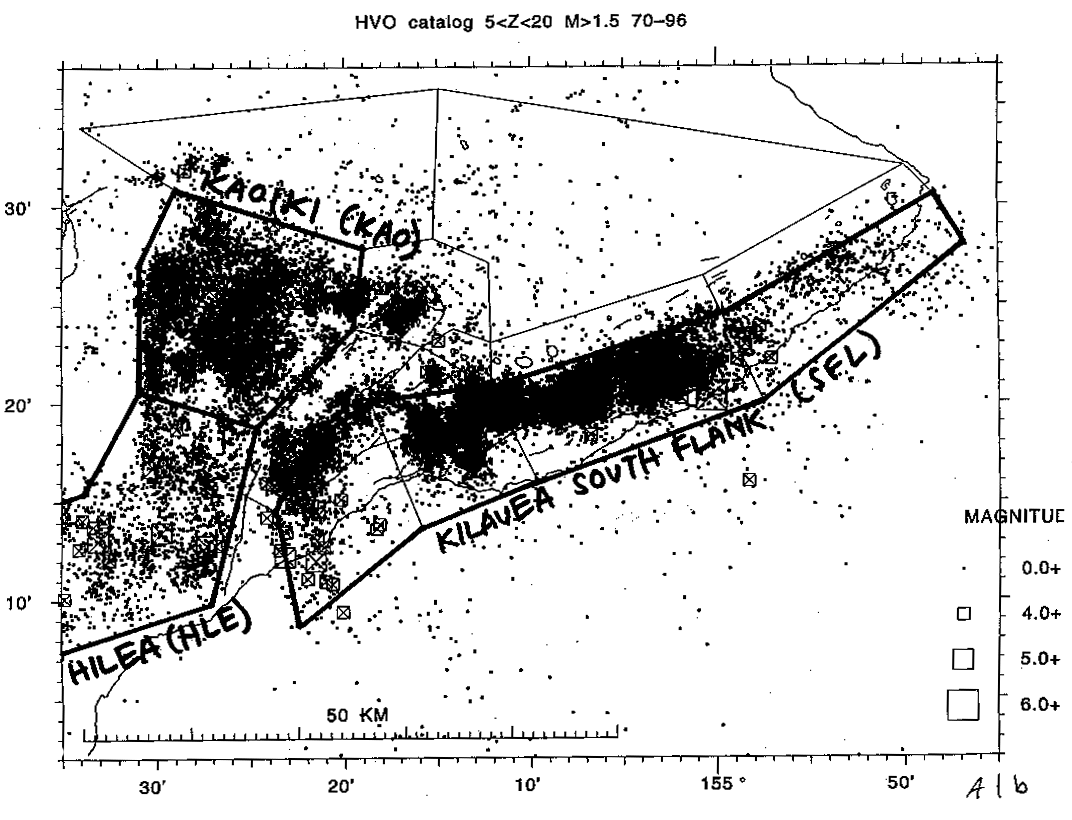 HVO catalog 5<Z<20 M>1.5 70–96
KAOIKI (KAO)
30'
20'
KILAUEA SOUTH FLANK (SFL)
MAGNITUE
0.0+
10'
4.0+
HILEA (HLE)
5.0+
6.0+
50 KM
30'
20'
10'
155°
50'
A1b